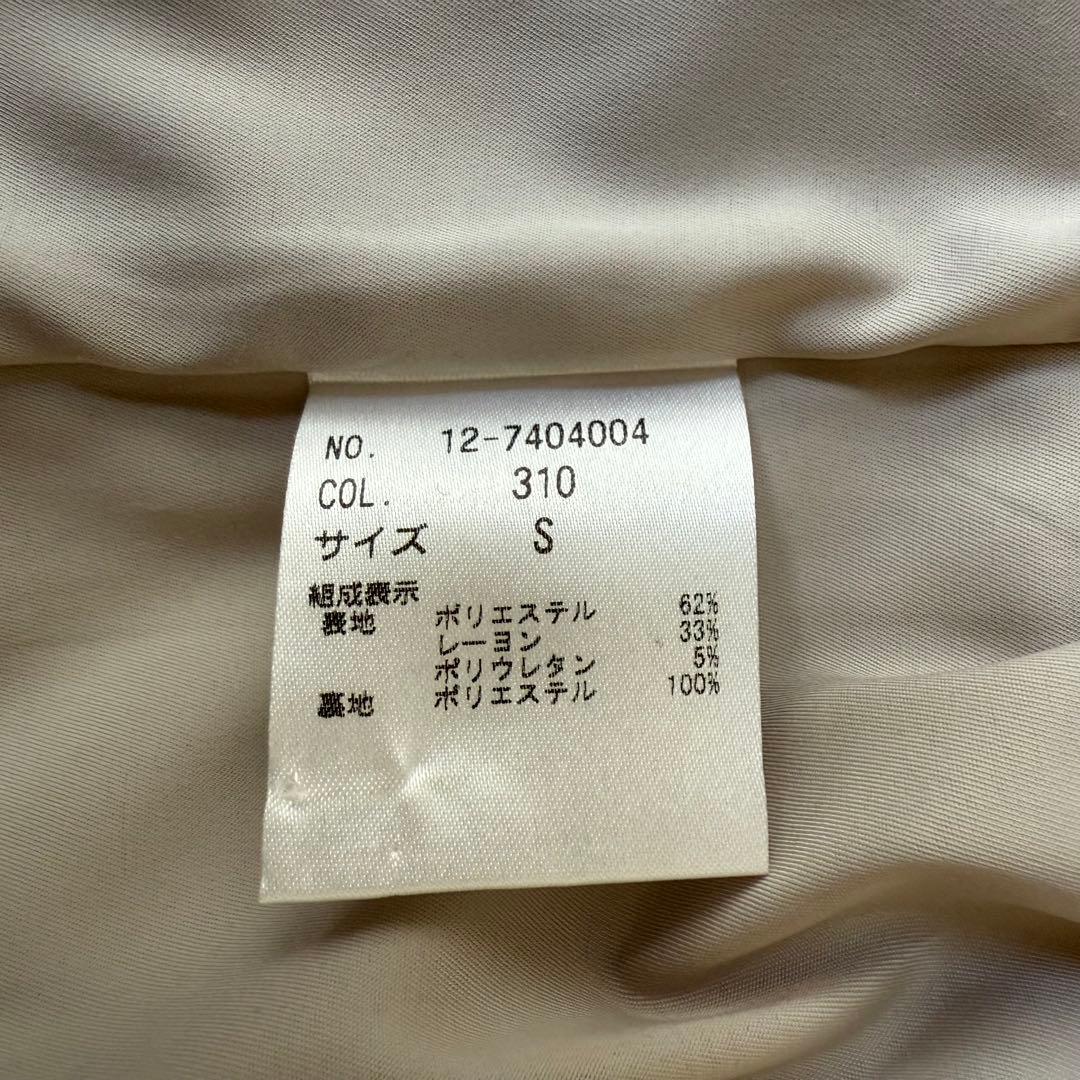 NO. 12-7404004
COL. 310
サイズ S
組成表示
表地 ポリエステル 62%
レーヨン 33%
ポリウレタン 5%
裏地 ポリエステル 100%